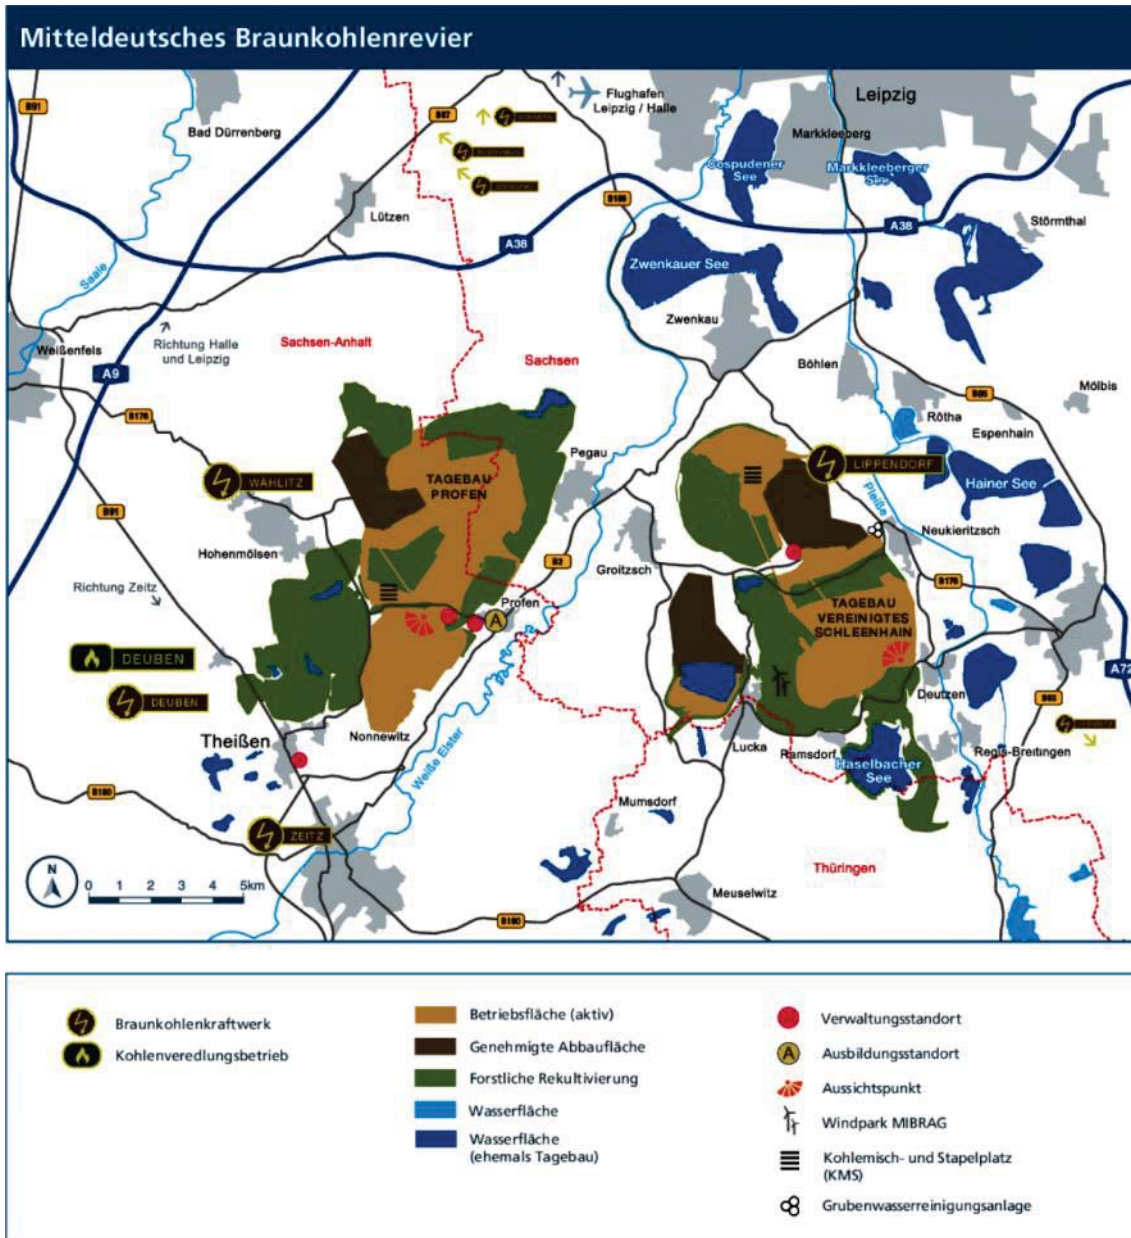 Mitteldeutsches Braunkohlenrevier
B91
Bad Dürrenberg
B87
Flughafen
Leipzig / Halle
Leipzig
Markkleeberg
Cospudener
See
Markkleeberger
See
Lützen
B186
A38
A38
Störmthal
Saale
Zwenkauer See
Zwenkau
Weißenfels
Richtung Halle
und Leipzig
Sachsen-Anhalt
Sachsen
A9
Böhlen
Mölbis
B176
B95
Rötha
Espenhain
Pegau
WÄHLITZ
TAGEBAU
PROFEN
LIPPENDORF
Hainer See
Pleiße
B91
Hohenmölsen
Neukieritzsch
Groitzsch
B2
B176
Richtung Zeitz
Profen
A
TAGEBAU
VEREINIGTES
SCHLEENHAIN
DEUBEN
A72
DEUBEN
Deutzen
B93
Theißen
Nonnewitz
Weiße Elster
Lucka
Ramsdorf
Regis-Breitingen
Haselbacher
See
B180
Mumsdorf
ZEITZ
Thüringen
N
0 1 2 3 4 5km
Meuselwitz
B180
Braunkohlenkraftwerk
Kohlenveredlungsbetrieb
Betriebsfläche (aktiv)
Genehmigte Abbaufläche
Forstliche Rekultivierung
Wasserfläche
Wasserfläche
(ehemals Tagebau)
Verwaltungsstandort
A
Ausbildungsstandort
Aussichtspunkt
Windpark MIBRAG
Kohlemisch- und Stapelplatz
(KMS)
Grubenwasserreinigungsanlage